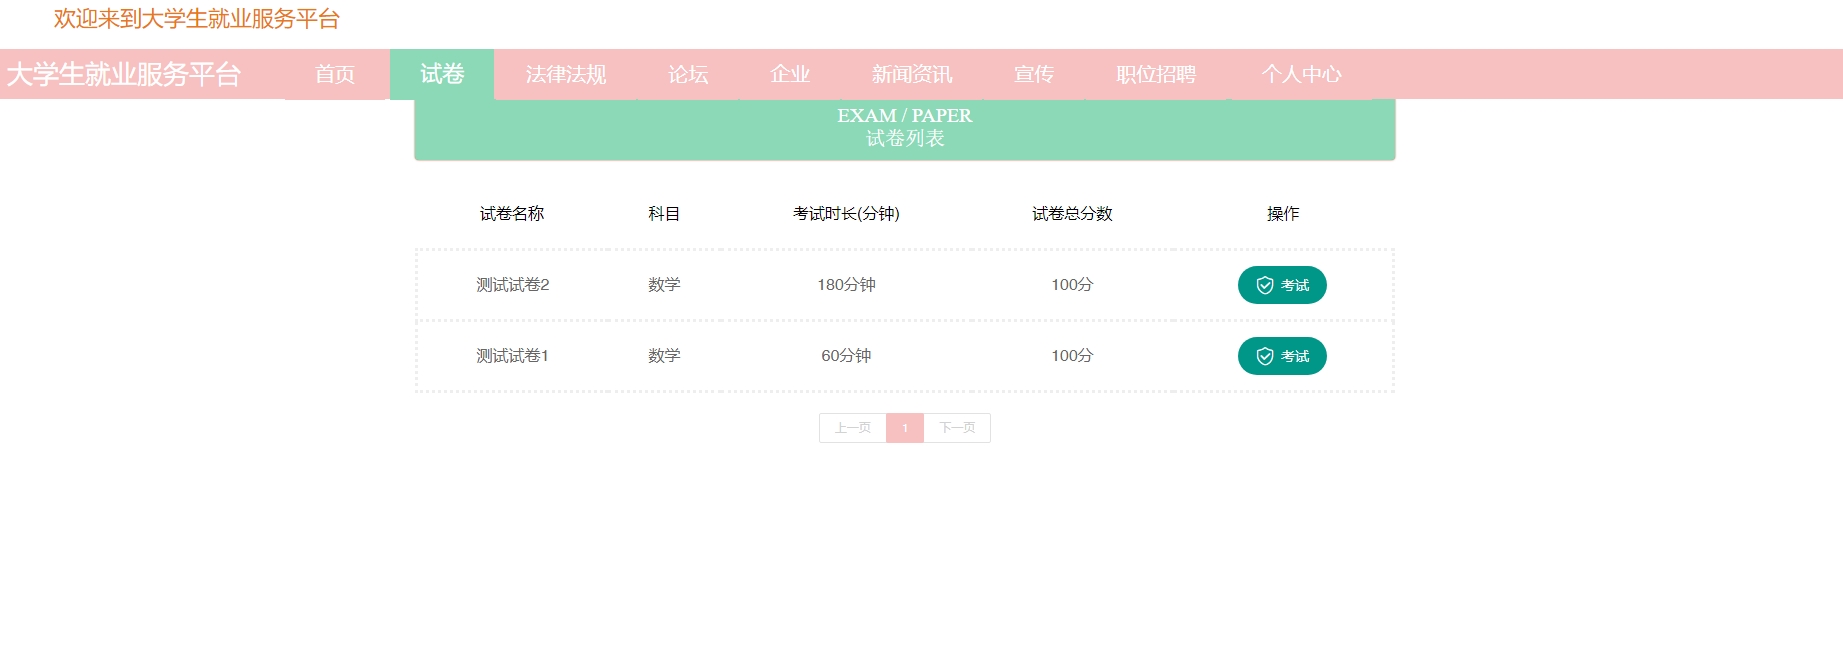 欢迎来到大学生就业服务平台
大学生就业服务平台 首页 试卷 法律法规 论坛 企业 新闻资讯 宣传 职位招聘 个人中心
EXAM / PAPER
试卷列表
试卷名称 科目 考试时长(分钟) 试卷总分数 操作
测试试卷2 数学 180分钟 100分 考试
测试试卷1 数学 60分钟 100分 考试
上一页 1 下一页